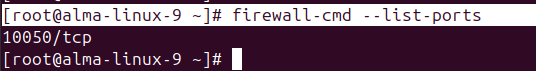 [root@alma-linux-9 ~]# firewall-cmd --list-ports
10050/tcp
[root@alma-linux-9 ~]#